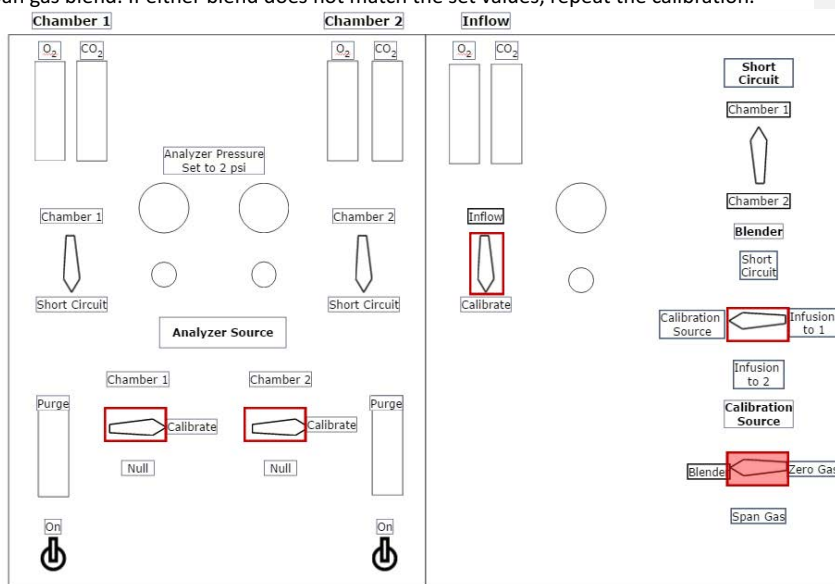 an gas blend. If either blend does not match the set values, repeat the calibration.
Chamber 1
Chamber 2
Inflow
O2
CO2
O2
CO2
O2
CO2
Short
Circuit
Chamber 1
Analyzer Pressure
Set to 2 psi
Chamber 1
Chamber 2
Inflow
Chamber 2
Blender
Short
Circuit
Short Circuit
Short Circuit
Calibrate
Calibration
Source
Infusion
to 1
Analyzer Source
Infusion
to 2
Chamber 1
Chamber 2
Purge
Purge
Calibration
Source
Calibrate
Calibrate
Null
Null
Blender
Zero Gas
Span Gas
On
On